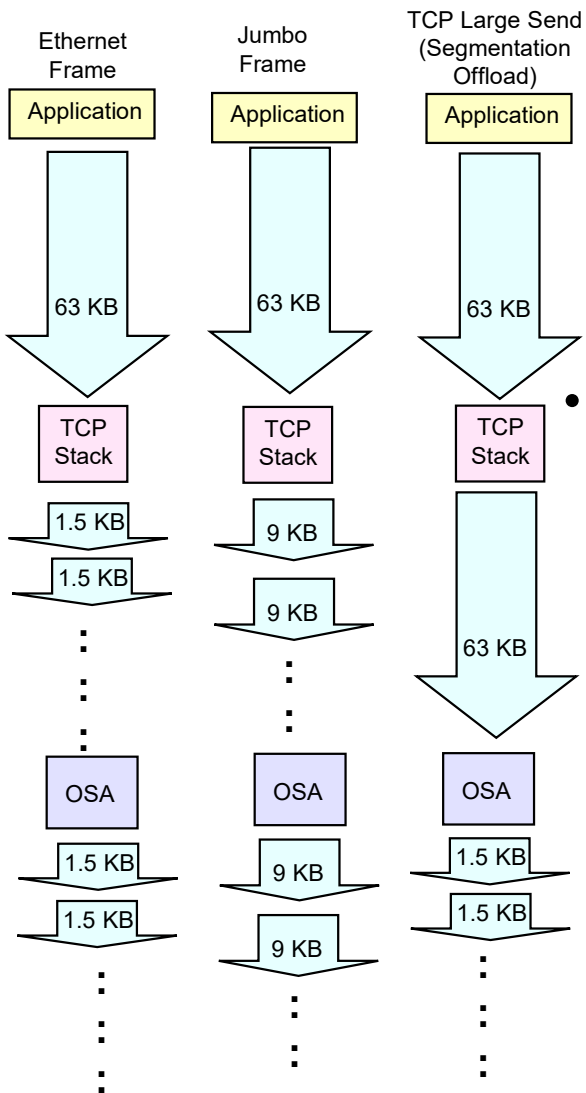 Ethernet
Frame
Application
63 KB
TCP
Stack
1.5 KB
1.5 KB
OSA
1.5 KB
1.5 KB
Jumbo
Frame
Application
63 KB
TCP
Stack
9 KB
9 KB
OSA
9 KB
9 KB
TCP Large Send
(Segmentation
Offload)
Application
63 KB
TCP
Stack
63 KB
OSA
1.5 KB
1.5 KB